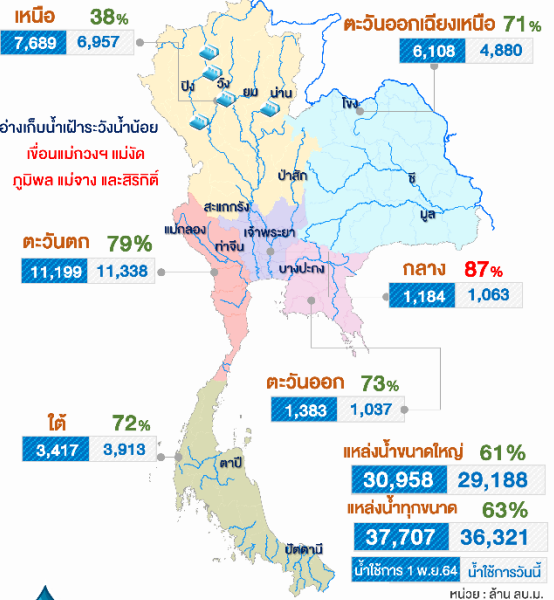 เหนือ 38%
7,689 6,957
ตะวันออกเฉียงเหนือ 71%
6,108 4,880
ปิง
วัง
ยม
น่าน
โขง
อ่างเก็บน้ำเฝ้าระวังน้ำน้อย
เขื่อนแม่กวงฯ แม่งัด
ภูมิพล แม่จาง และสิริกิติ์
ป่าสัก
ชี
มูล
สะแกกรัง
แม่กลอง
เจ้าพระยา
ท่าจีน
บางปะกง
ตะวันตก 79%
11,199 11,338
กลาง 87%
1,184 1,063
ตะวันออก 73%
1,383 1,037
ใต้ 72%
3,417 3,913
ตาปี
ปัตตานี
แหล่งน้ำขนาดใหญ่ 61%
30,958 29,188
แหล่งน้ำทุกขนาด 63%
37,707 36,321
น้ำใช้การ 1 พ.ย.64 น้ำใช้การวันนี้
หน่วย : ล้าน ลบ.ม.